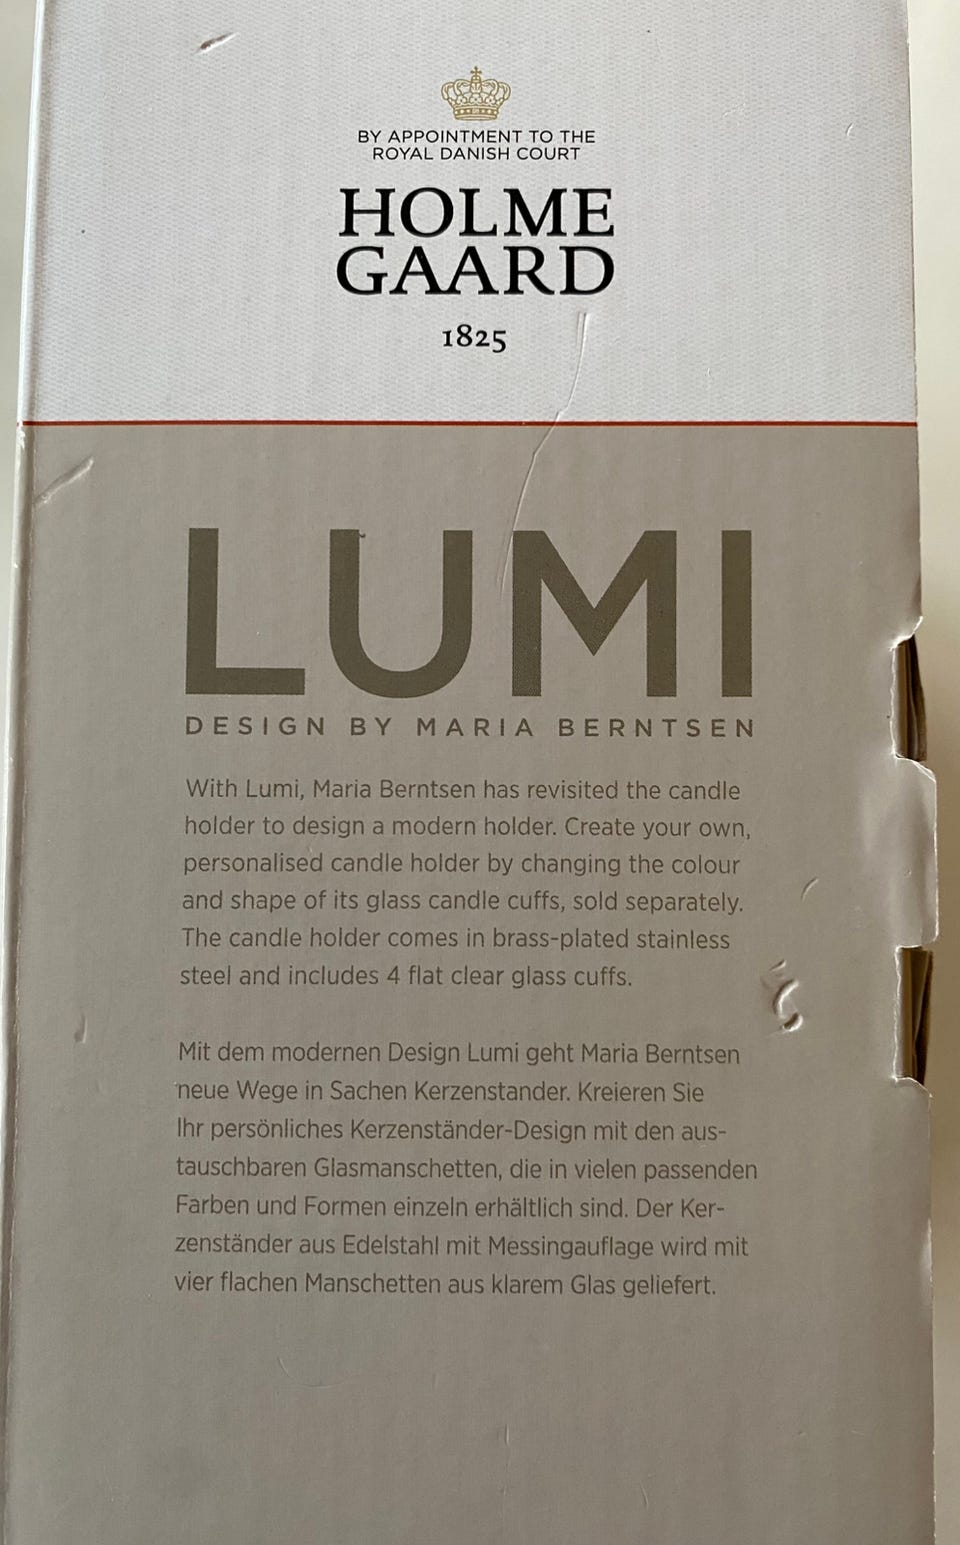 BY APPOINTMENT TO THE
ROYAL DANISH COURT
HOLME
GAARD
1825
LUMI
DESIGN BY MARIA BERNTSEN
With Lumi, Maria Berntsen has revisited the candle
holder to design a modern holder. Create your own,
personalised candle holder by changing the colour
and shape of its glass candle cuffs, sold separately.
The candle holder comes in brass-plated stainless
steel and includes 4 flat clear glass cuffs.
Mit dem modernen Design Lumi geht Maria Berntsen
neue Wege in Sachen Kerzenstander. Kreieren Sie
Ihr persönliches Kerzenständer-Design mit den aus-
tauschbaren Glasmanschetten, die in vielen passenden
Farben und Formen einzeln erhältlich sind. Der Ker-
zenständer aus Edelstahl mit Messingauflage wird mit
vier flachen Manschetten aus klarem Glas geliefert.